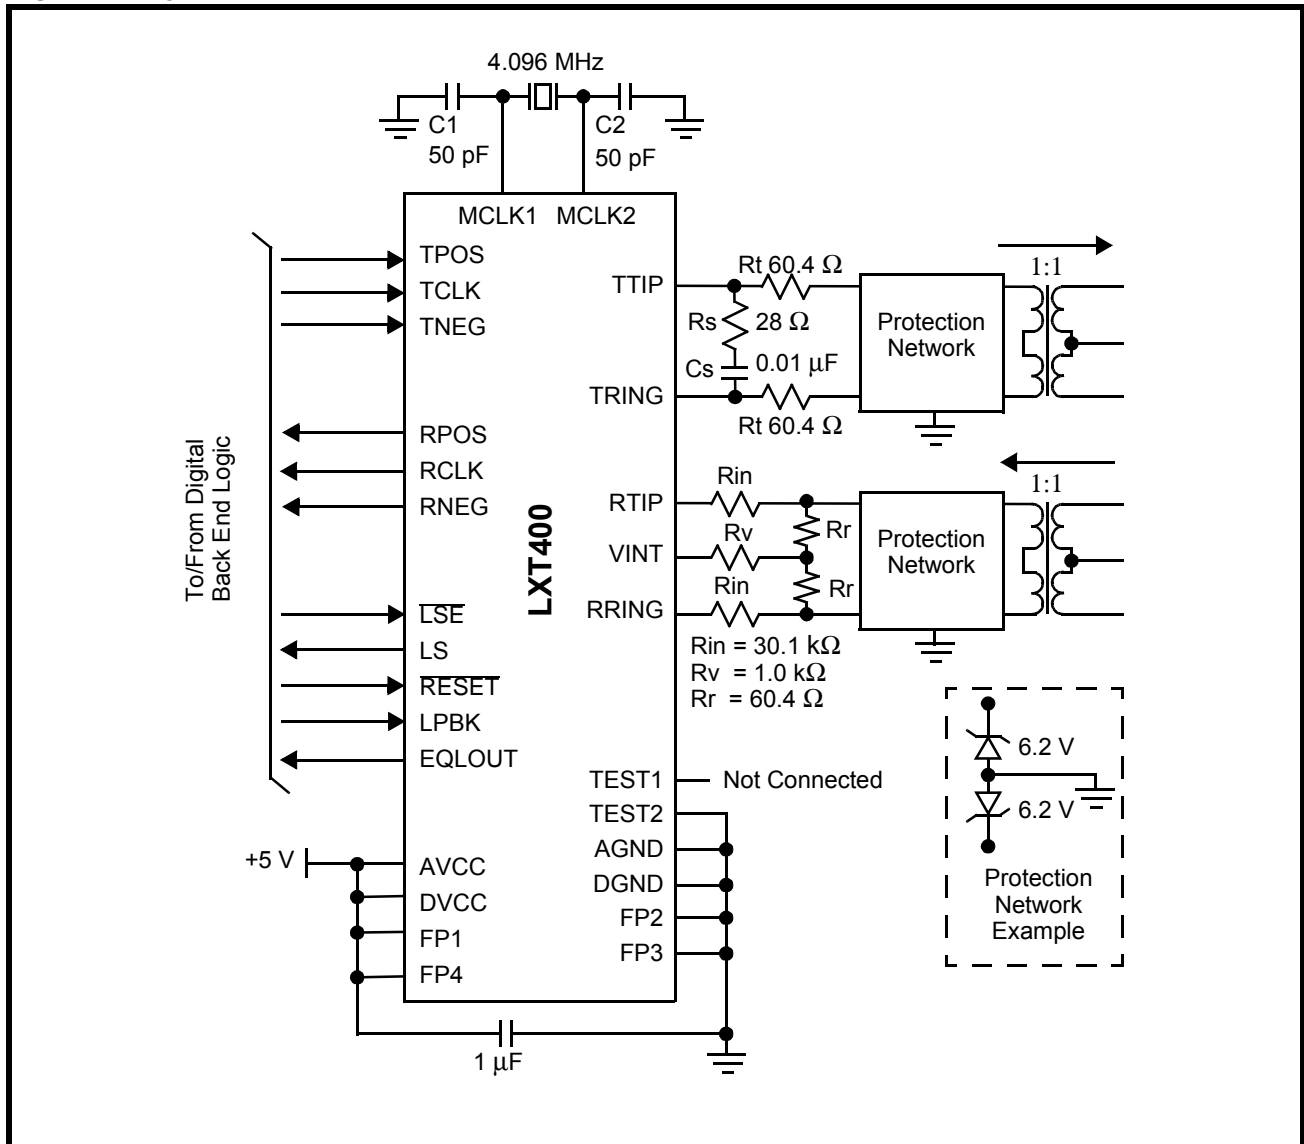 4.096 MHz
C1
50 pF
C2
50 pF
MCLK1
MCLK2
TPOS
TCLK
TNEG
RPOS
RCLK
RNEG
To/From Digital
Back End Logic
LSE
LS
RESET
LPBK
EQLOUT
+5 V
AVCC
DVCC
FP1
FP4
1 µF
LXT400
TTIP
TRING
RTIP
VINT
RRING
TEST1
Not Connected
TEST2
AGND
DGND
FP2
FP3
Rt 60.4 Ω
Rs
28 Ω
Cs
0.01 µF
Rt 60.4 Ω
Protection
Network
1:1
Rin
Rv
Rin
Rr
Rr
Protection
Network
1:1
Rin = 30.1 kΩ
Rv = 1.0 kΩ
Rr = 60.4 Ω
6.2 V
6.2 V
Protection
Network
Example